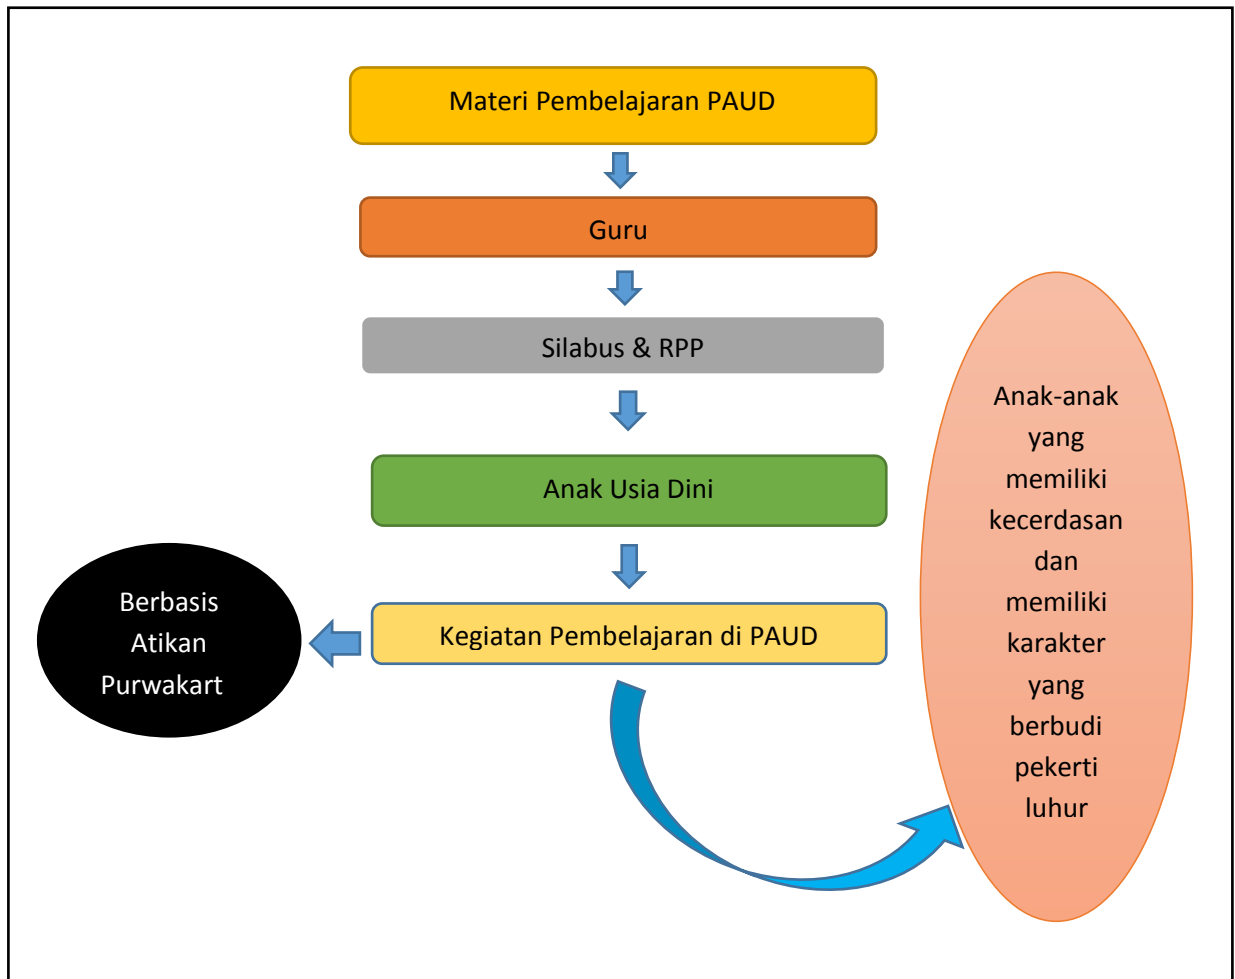 Materi Pembelajaran PAUD
Guru
Silabus & RPP
Anak Usia Dini
Kegiatan Pembelajaran di PAUD
Berbasis
Atikan
Purwakart
Anak-anak
yang
memiliki
kecerdasan
dan
memiliki
karakter
yang
berbudi
pekerti
luhur